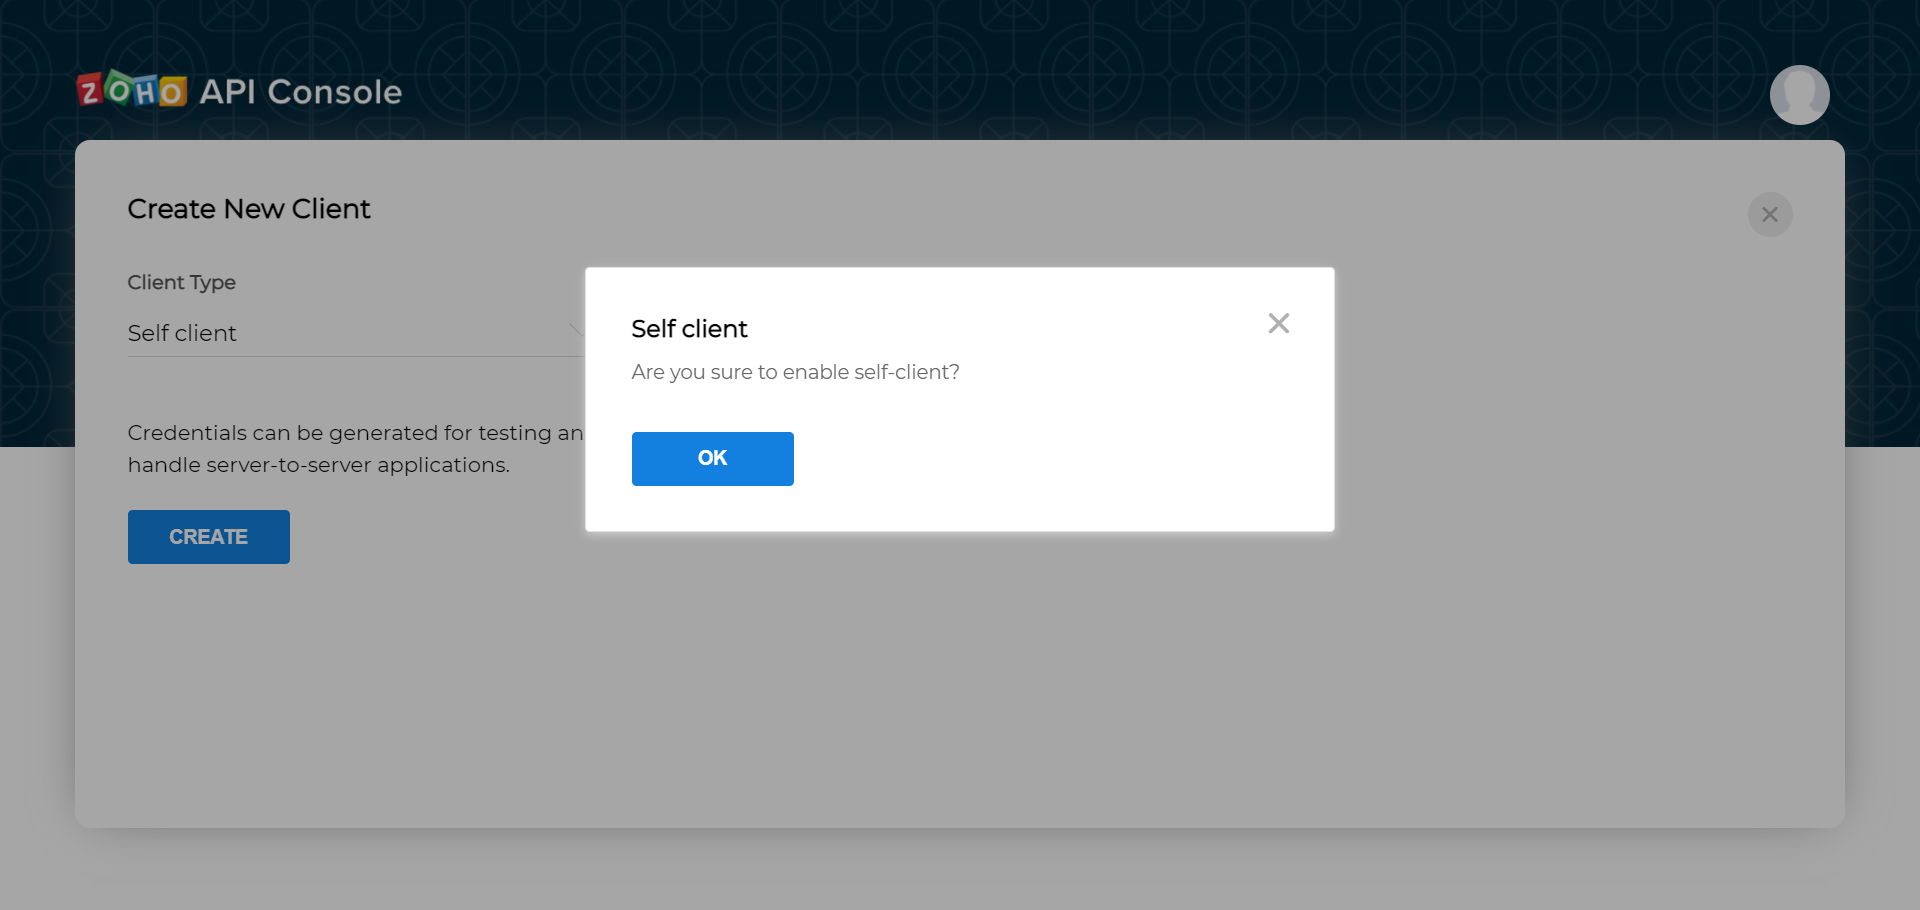 ZOHO API Console
Create New Client
Client Type
Self client
Credentials can be generated for testing an
handle server-to-server applications.
CREATE
Self client
Are you sure to enable self-client?
OK